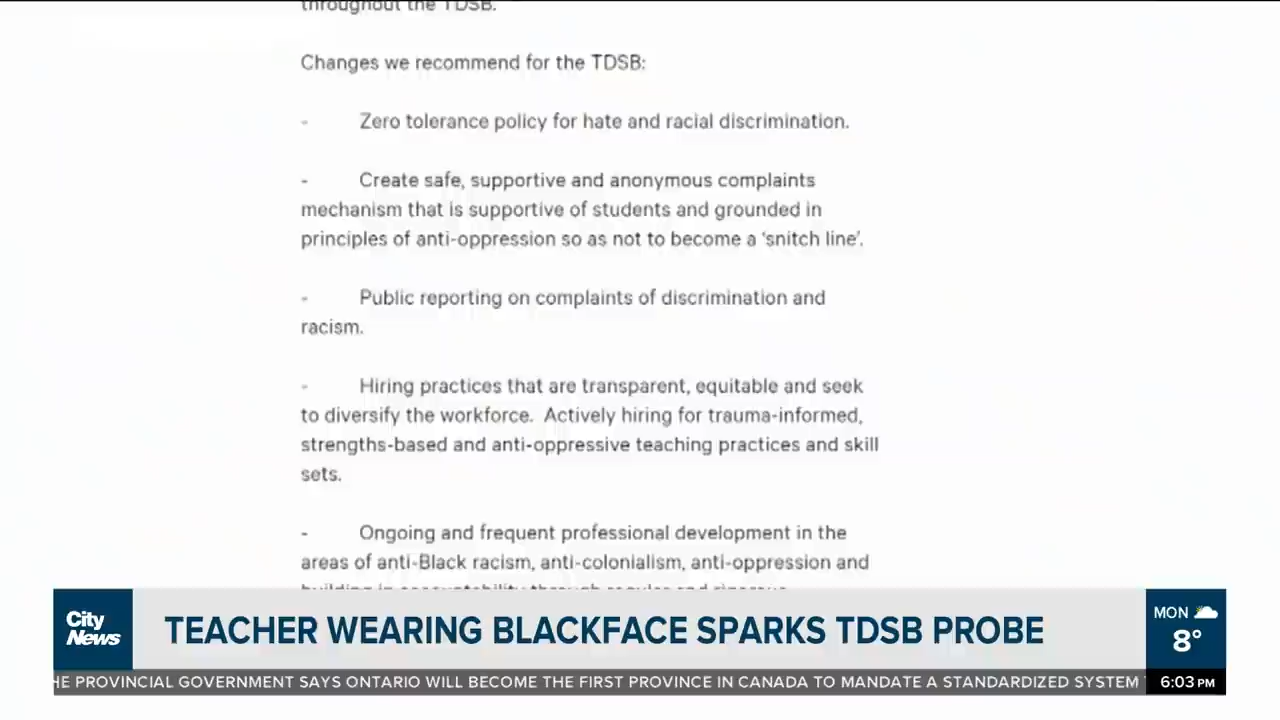 throughout the TDSB.
Changes we recommend for the TDSB:
- Zero tolerance policy for hate and racial discrimination.
- Create safe, supportive and anonymous complaints
mechanism that is supportive of students and grounded in
principles of anti-oppression so as not to become a ‘snitch line’.
- Public reporting on complaints of discrimination and
racism.
- Hiring practices that are transparent, equitable and seek
to diversify the workforce. Actively hiring for trauma-informed,
strengths-based and anti-oppressive teaching practices and skill
sets.
- Ongoing and frequent professional development in the
areas of anti-Black racism, anti-colonialism, anti-oppression and
City
News
TEACHER WEARING BLACKFACE SPARKS TDSB PROBE
MON
8°
HE PROVINCIAL GOVERNMENT SAYS ONTARIO WILL BECOME THE FIRST PROVINCE IN CANADA TO MANDATE A STANDARDIZED SYSTEM
6:03 PM